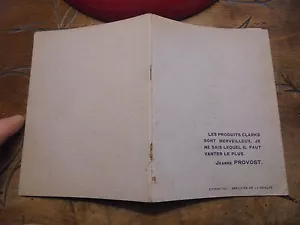 LES PRODUITS CLARKS
SONT MERVEILLEUX, JE
NE SAIS LEQUEL IL FAUT
VANTER LE PLUS.
JEANNE PROVOST.